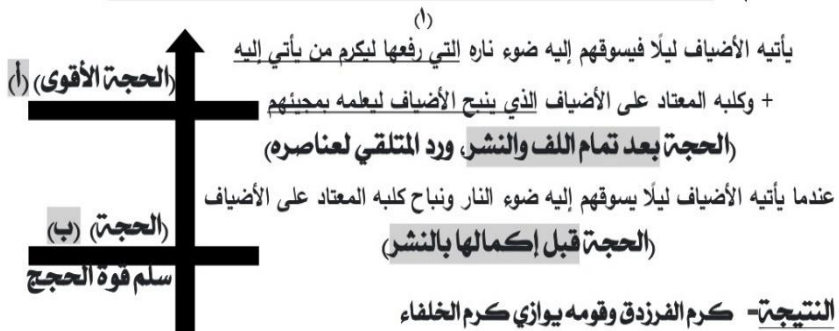 (١)
يأتيه الأضياف ليلًا فيسوقهم إليه ضوء ناره التي رفعها ليكرم من يأتي إليه
(الحجة الأقوى) (أ)
+ وكلبه المعتاد على الأضياف الذي ينبح الأضياف ليعلمه بمجيئهم
(الحجة بعد تمام اللف والنشر، ورد المتلقي لعناصره)
عندما يأتيه الأضياف ليلًا يسوقهم إليه ضوء النار ونباح كلبه المعتاد على الأضياف
(الحجة) (ب)
(الحجة قبل إكمالها بالنشر)
سلم قوة الحجج
النتيجة- كرم الفرزدق وقومه يوازي كرم الخلفاء